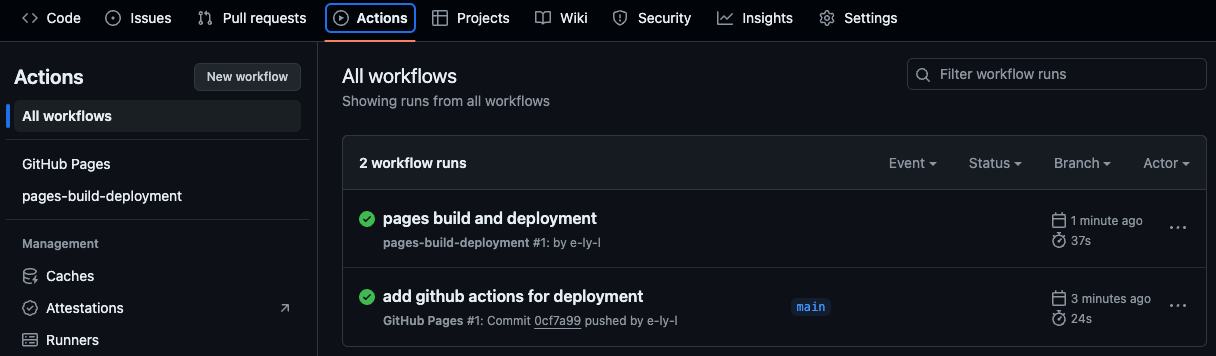 Code Issues Pull requests Actions Projects Wiki Security Insights Settings
Actions New workflow
All workflows
GitHub Pages
pages-build-deployment
Management
Caches
Attestations
Runners
All workflows
Showing runs from all workflows
Filter workflow runs
2 workflow runs Event Status Branch Actor
pages build and deployment
pages-build-deployment #1: by e-ly-l
1 minute ago
37s
add github actions for deployment
GitHub Pages #1: Commit 0cf7a99 pushed by e-ly-l
main
3 minutes ago
24s